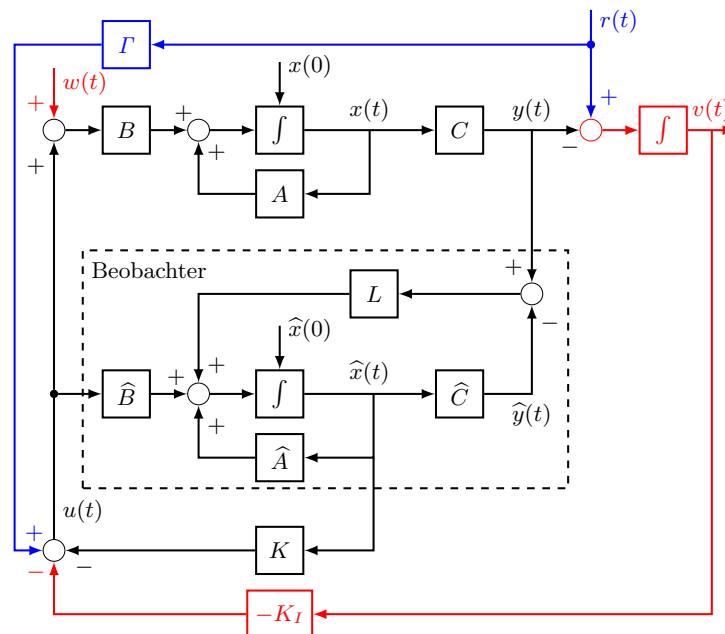 Γ
r(t)
w(t)
x(0)
+
+
+
x(t)
y(t)
v(t)
B
∫
C
∫
+
+
−
A
Beobachter
+
L
−
x̂(0)
+
x̂(t)
+
B̂
∫
Ĉ
+
ŷ(t)
Â
u(t)
+
K
−
−
−K_I